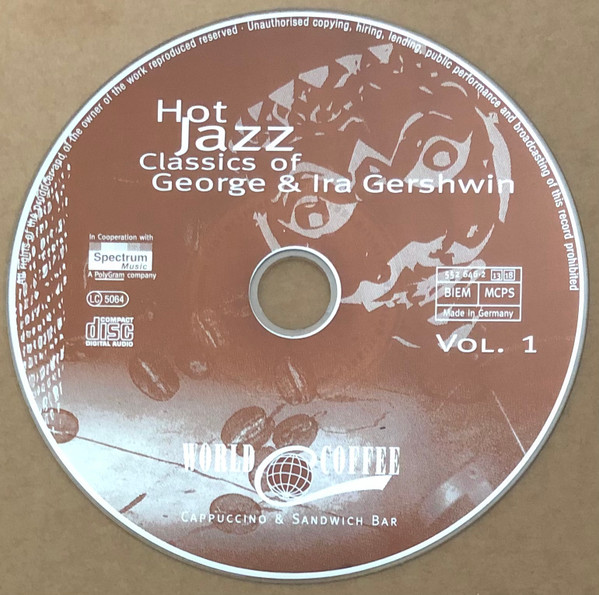 All rights of the producer and of the owner of the work reproduced reserved · Unauthorised copying, hiring, lending, public performance and broadcasting of this record prohibited
Hot
Jazz
Classics of
George & Ira Gershwin
In Cooperation with
Spectrum
Music
A PolyGram company
LC 5064
COMPACT
disc
DIGITAL AUDIO
552 646-2 13 18
BIEM MCPS
Made in Germany
Vol. 1
WORLD COFFEE
Cappuccino & Sandwich Bar